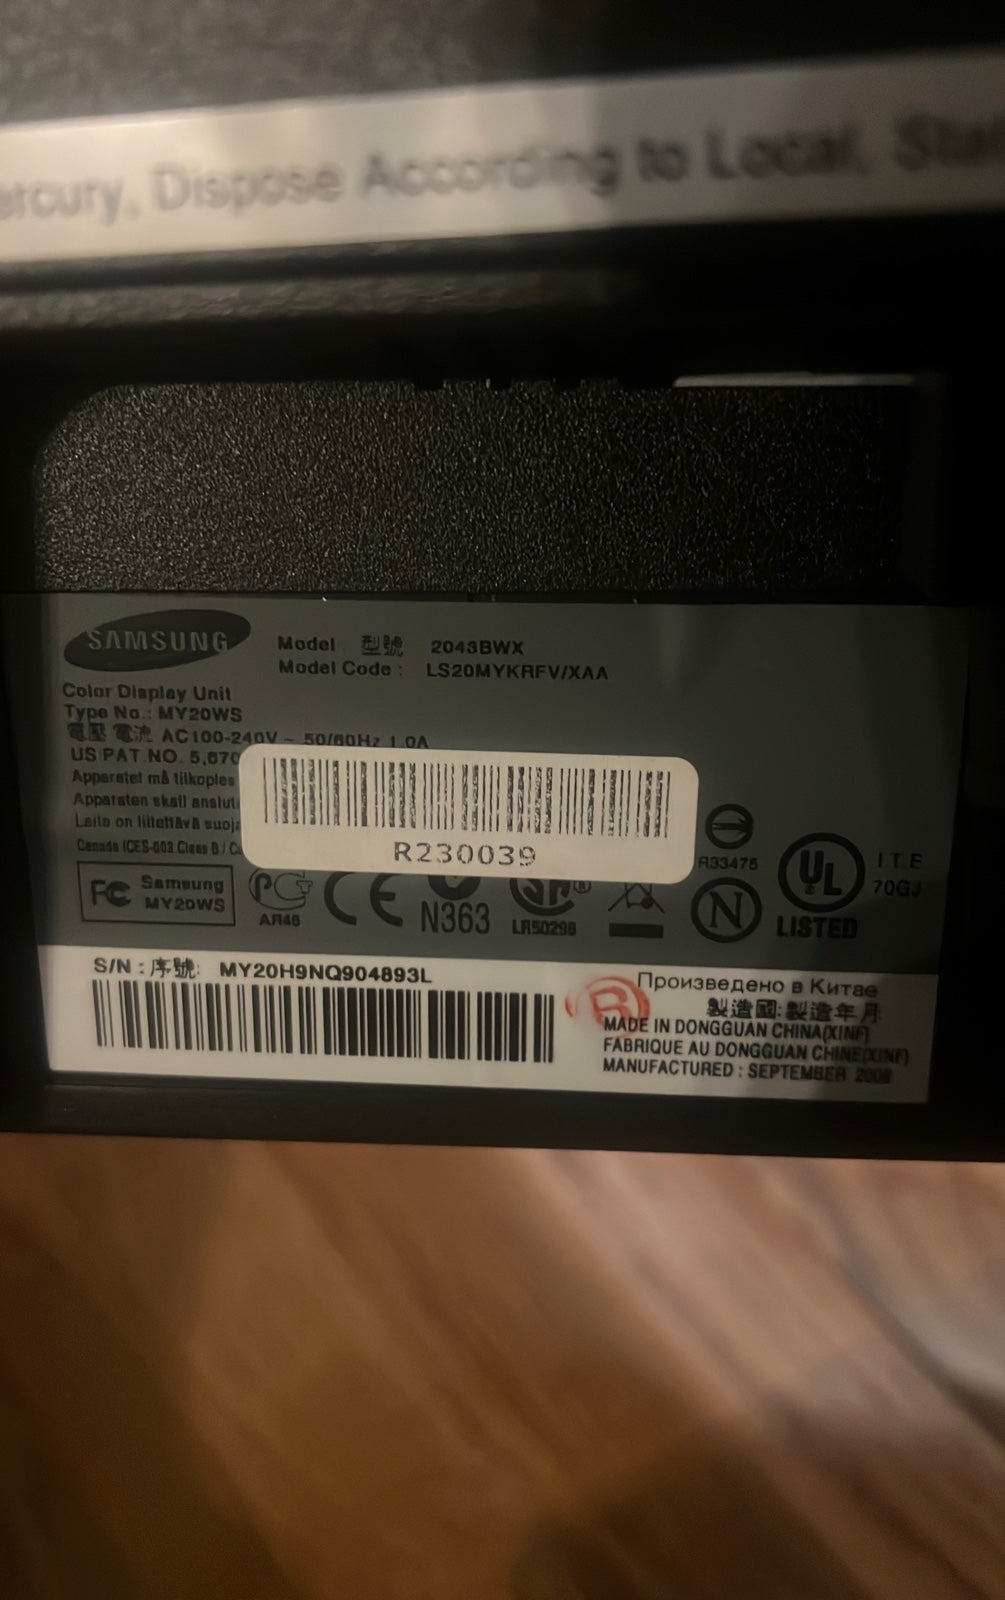 ercury, Dispose According to Local, Stat
SAMSUNG
Model 型號 2043BWX
Model Code : LS20MYKRFV/XAA
Color Display Unit
Type No.: MY20WS
電壓 電流 AC100-240V ~ 50/60Hz 1.0A
US PAT.NO. 5,670
Apparatet må tilkoples
Apparaten skall anslut
Laite on liitettävä suoja
Canada ICES-003 Class B / C
R230039
FC Samsung
MY20WS
AR46
CE
N363
LR50298
R33475
N
UL
LISTED
I T E
70GJ
S/N : 序號: MY20H9NQ904893L
R
Произведено в Китае
製造國:製造年月
MADE IN DONGGUAN CHINA(XINF)
FABRIQUE AU DONGGUAN CHINE(XINF)
MANUFACTURED : SEPTEMBER 2008